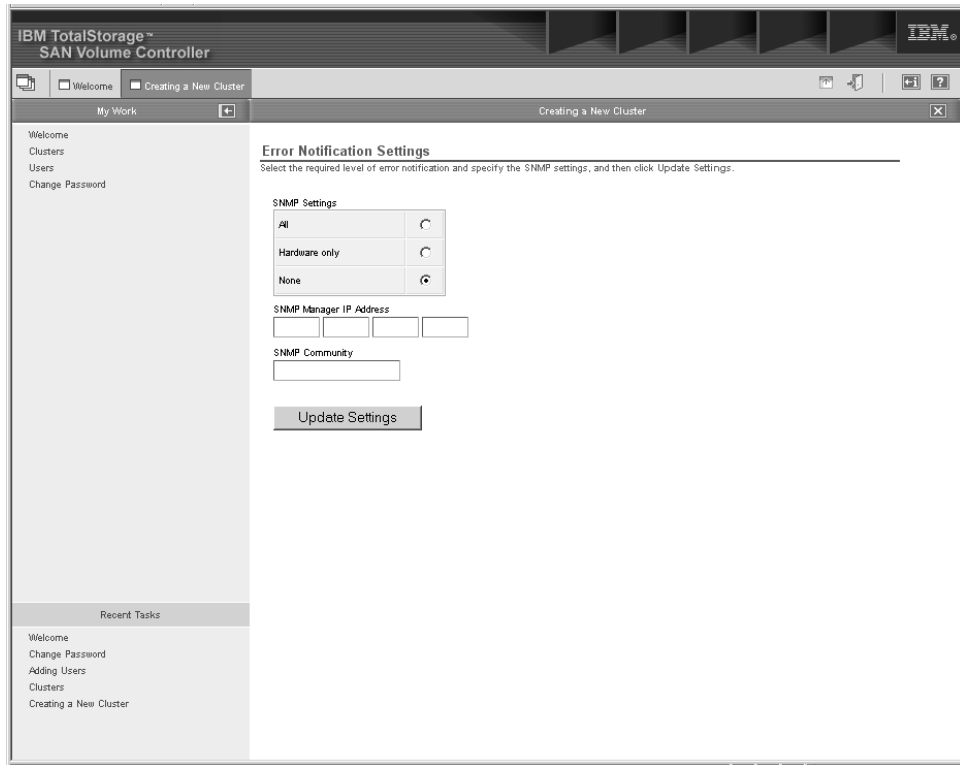 IBM TotalStorage™
SAN Volume Controller
IBM®
Welcome
Creating a New Cluster
?
My Work
Creating a New Cluster
Welcome
Clusters
Users
Change Password
Error Notification Settings
Select the required level of error notification and specify the SNMP settings, and then click Update Settings.
SNMP Settings
All
Hardware only
None
SNMP Manager IP Address
SNMP Community
Update Settings
Recent Tasks
Welcome
Change Password
Adding Users
Clusters
Creating a New Cluster